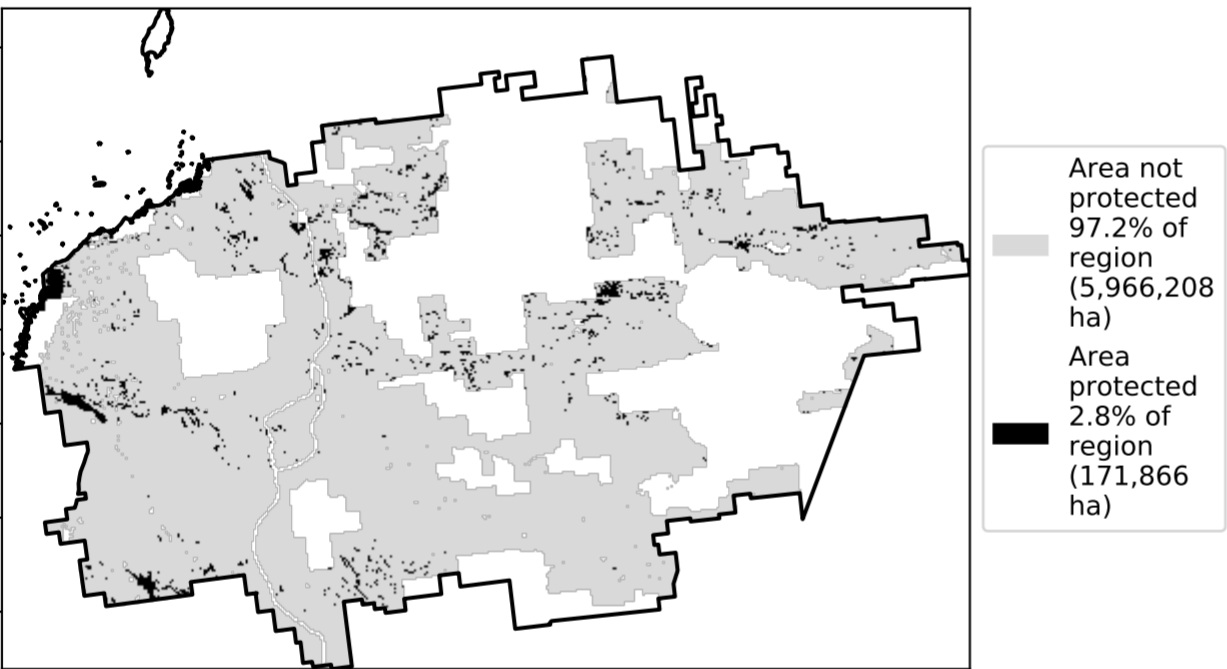 Area not
protected
97.2% of
region
(5,966,208
ha)
Area
protected
2.8% of
region
(171,866
ha)